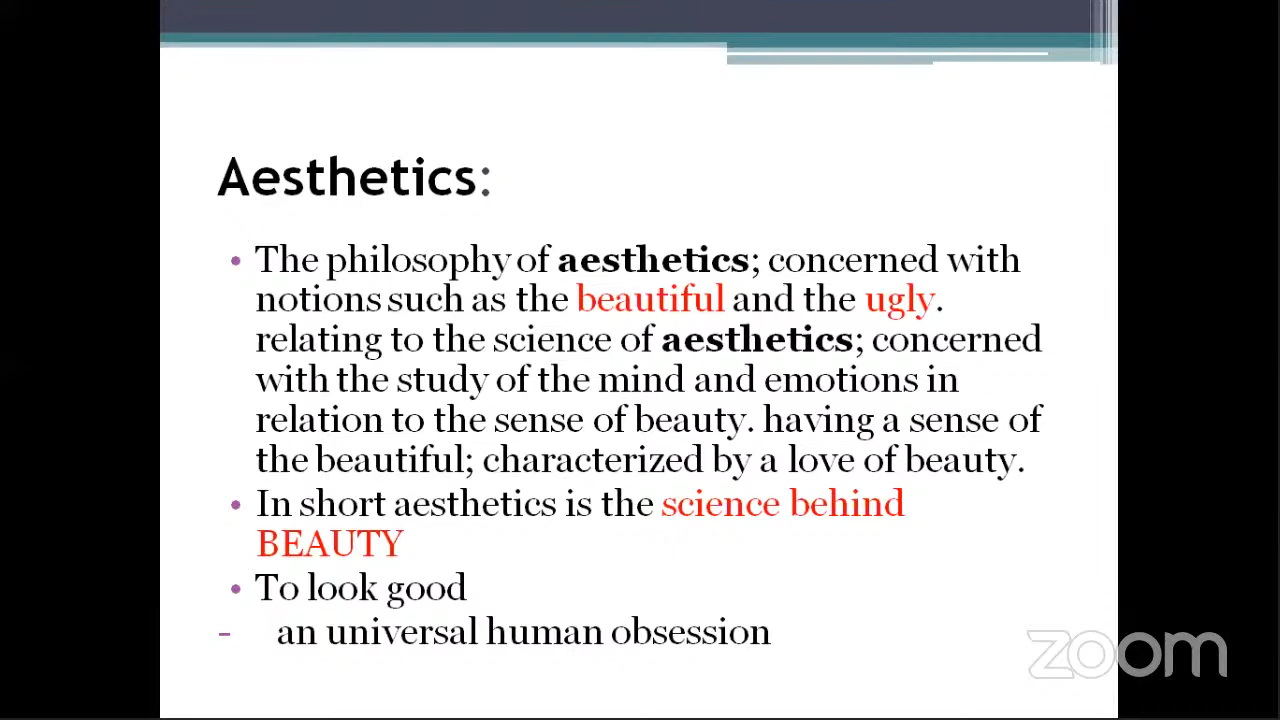 Aesthetics:
• The philosophy of aesthetics; concerned with
notions such as the beautiful and the ugly.
relating to the science of aesthetics; concerned
with the study of the mind and emotions in
relation to the sense of beauty. having a sense of
the beautiful; characterized by a love of beauty.
• In short aesthetics is the science behind
BEAUTY
• To look good
- an universal human obsession
zoom